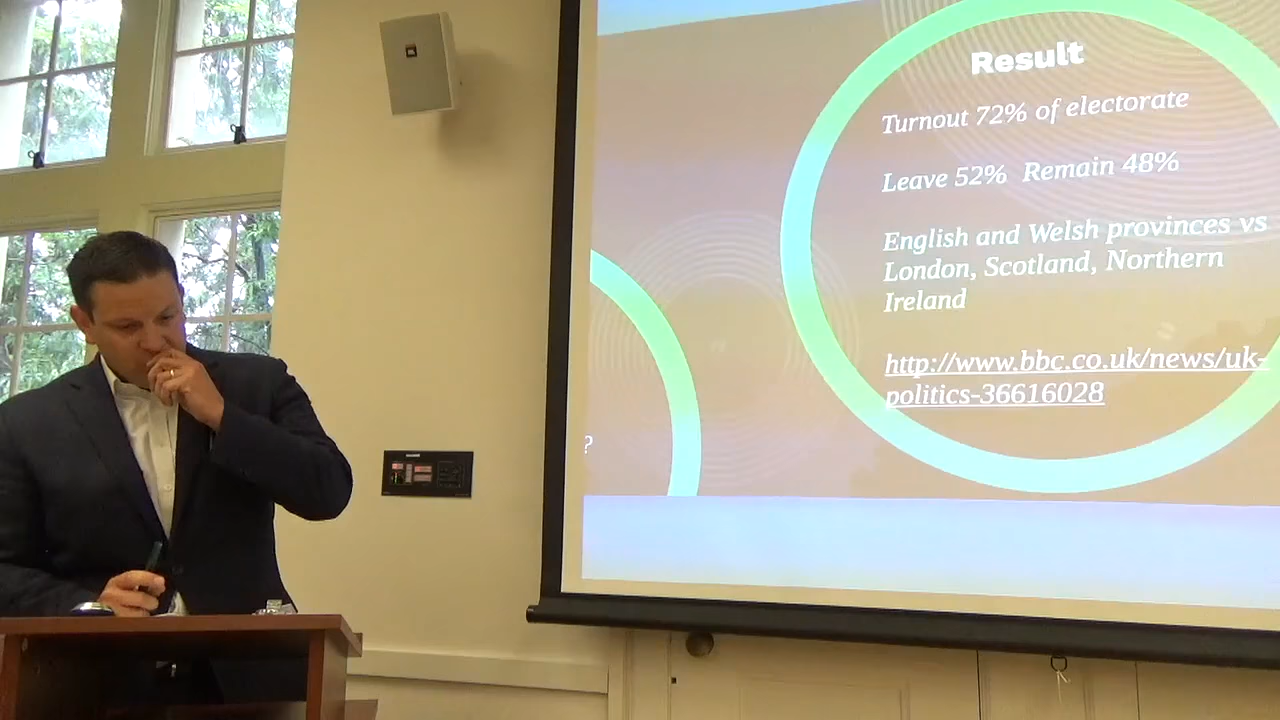 Result
Turnout 72% of electorate
Leave 52% Remain 48%
English and Welsh provinces vs
London, Scotland, Northern
Ireland
http://www.bbc.co.uk/news/uk-
politics-36616028
?
JBL